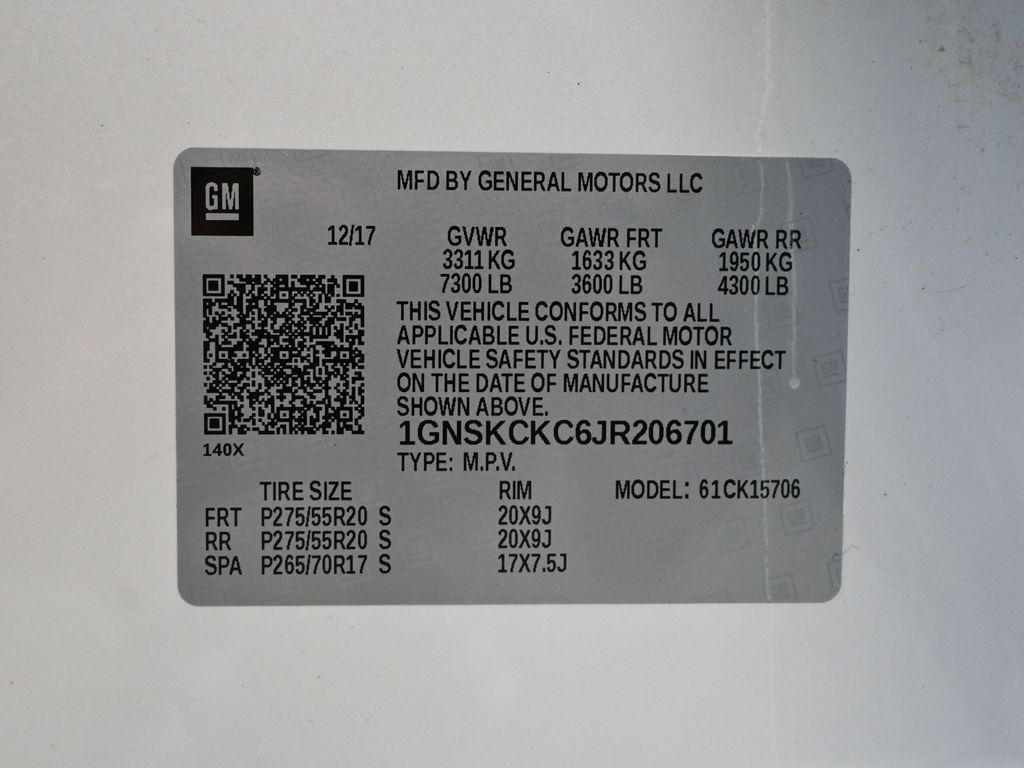 GM®
MFD BY GENERAL MOTORS LLC
12/17 GVWR GAWR FRT GAWR RR
3311 KG 1633 KG 1950 KG
7300 LB 3600 LB 4300 LB
THIS VEHICLE CONFORMS TO ALL
APPLICABLE U.S. FEDERAL MOTOR
VEHICLE SAFETY STANDARDS IN EFFECT
ON THE DATE OF MANUFACTURE
SHOWN ABOVE.
1GNSKCKC6JR206701
140X
TYPE: M.P.V.
TIRE SIZE RIM MODEL: 61CK15706
FRT P275/55R20 S 20X9J
RR P275/55R20 S 20X9J
SPA P265/70R17 S 17X7.5J